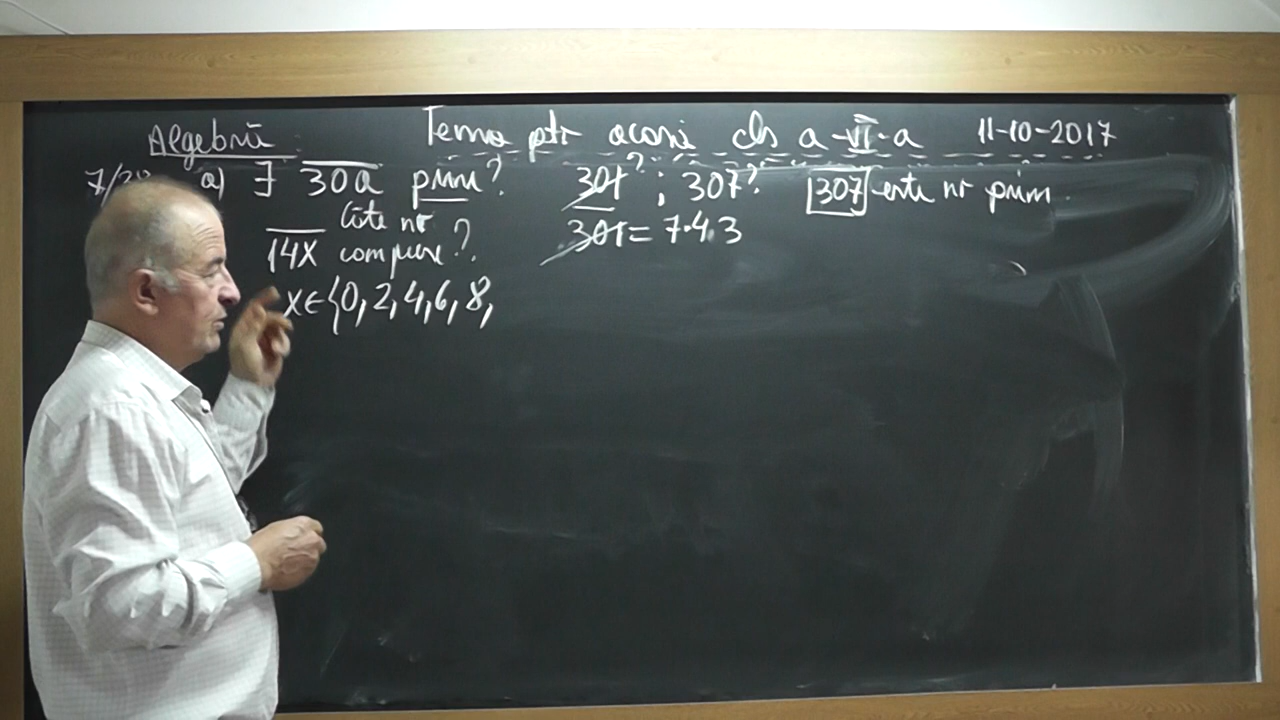 Algebră:
Tema ptr acasă cls a-VI-a 11-10-2017
a) ∃ 30a prim? 301? ; 307? 307 este nr prim.
Câte nr
14x compuse? 301 = 7·43
x∈{0, 2, 4, 6, 8,